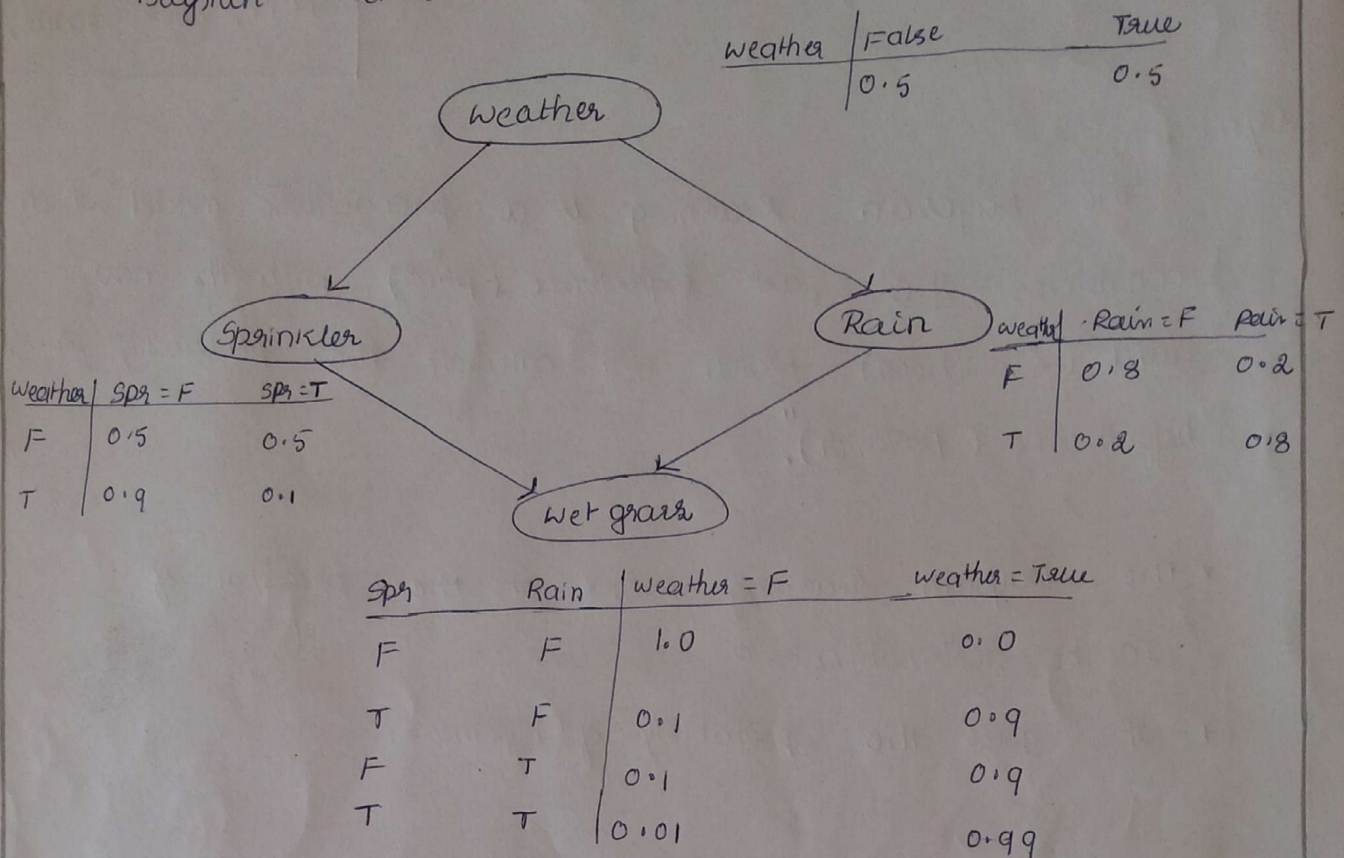 Weather | False True
0.5 0.5
Weather
Sprinkler
Rain
Weather | Spr = F Spr = T
F 0.5 0.5
T 0.9 0.1
Weather | Rain = F Rain = T
F 0.8 0.2
T 0.2 0.8
Wet grass
Spr Rain | Weather = F Weather = True
F F 1.0 0.0
T F 0.1 0.9
F T 0.1 0.9
T T 0.01 0.99